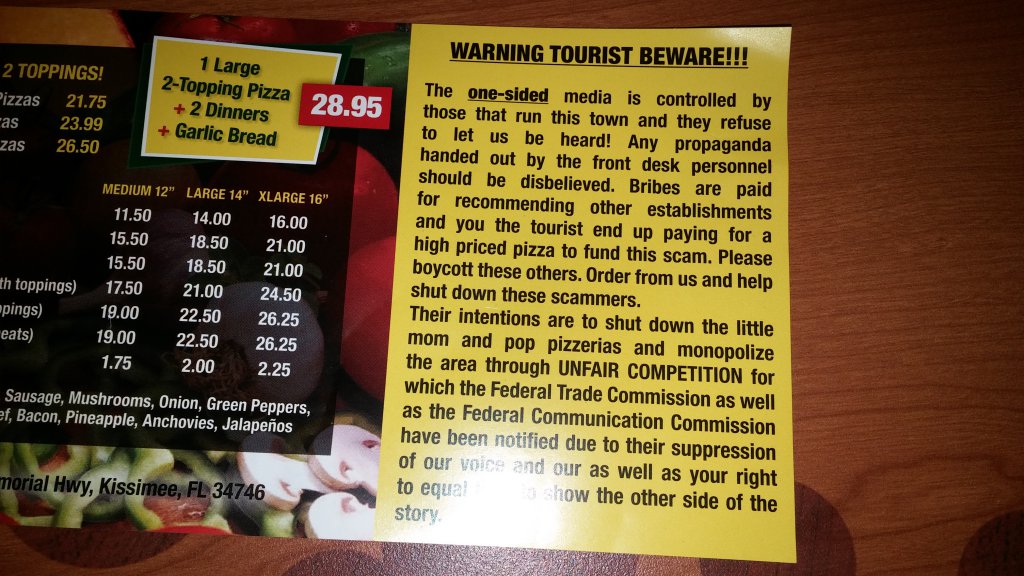 2 TOPPINGS!
Pizzas 21.75
zas 23.99
zas 26.50
1 Large
2-Topping Pizza
+ 2 Dinners
+ Garlic Bread
28.95
MEDIUM 12" LARGE 14" XLARGE 16"
11.50 14.00 16.00
15.50 18.50 21.00
15.50 18.50 21.00
th toppings) 17.50 21.00 24.50
ppings) 19.00 22.50 26.25
eats) 19.00 22.50 26.25
1.75 2.00 2.25
Sausage, Mushrooms, Onion, Green Peppers,
ef, Bacon, Pineapple, Anchovies, Jalapeños
morial Hwy, Kissimee, FL 34746
WARNING TOURIST BEWARE!!!
The one-sided media is controlled by
those that run this town and they refuse
to let us be heard! Any propaganda
handed out by the front desk personnel
should be disbelieved. Bribes are paid
for recommending other establishments
and you the tourist end up paying for a
high priced pizza to fund this scam. Please
boycott these others. Order from us and help
shut down these scammers.
Their intentions are to shut down the little
mom and pop pizzerias and monopolize
the area through UNFAIR COMPETITION for
which the Federal Trade Commission as well
as the Federal Communication Commission
have been notified due to their suppression
of our voice and our as well as your right
to equal to show the other side of the
story.